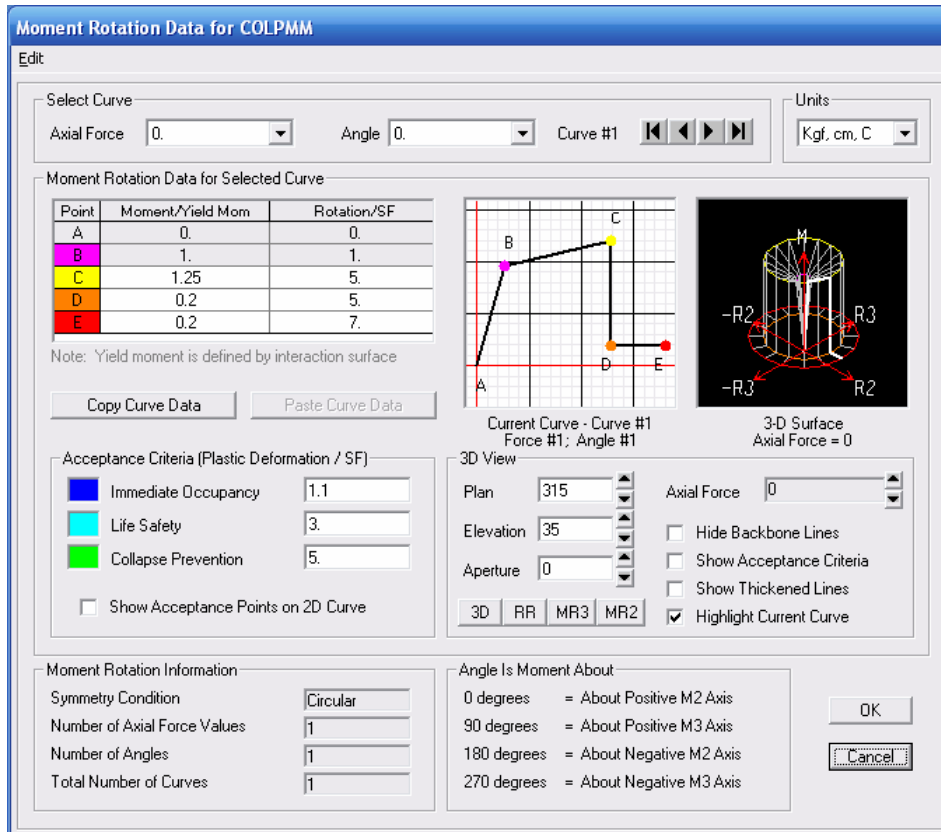 Moment Rotation Data for COLPMM
Edit
Select Curve
Axial Force 0. Angle 0. Curve #1
Units
Kgf, cm, C
Moment Rotation Data for Selected Curve
Point Moment/Yield Mom Rotation/SF
A 0. 0.
B 1. 1.
C 1.25 5.
D 0.2 5.
E 0.2 7.
Note: Yield moment is defined by interaction surface
Copy Curve Data Paste Curve Data
A
B
C
D
E
Current Curve - Curve #1
Force #1; Angle #1
M
-R2 R3
-R3 R2
3-D Surface
Axial Force = 0
Acceptance Criteria (Plastic Deformation / SF)
Immediate Occupancy 1.1
Life Safety 3.
Collapse Prevention 5.
Show Acceptance Points on 2D Curve
3D View
Plan 315
Elevation 35
Aperture 0
3D RR MR3 MR2
Axial Force 0
Hide Backbone Lines
Show Acceptance Criteria
Show Thickened Lines
Highlight Current Curve
Moment Rotation Information
Symmetry Condition Circular
Number of Axial Force Values 1
Number of Angles 1
Total Number of Curves 1
Angle Is Moment About
0 degrees = About Positive M2 Axis
90 degrees = About Positive M3 Axis
180 degrees = About Negative M2 Axis
270 degrees = About Negative M3 Axis
OK
Cancel